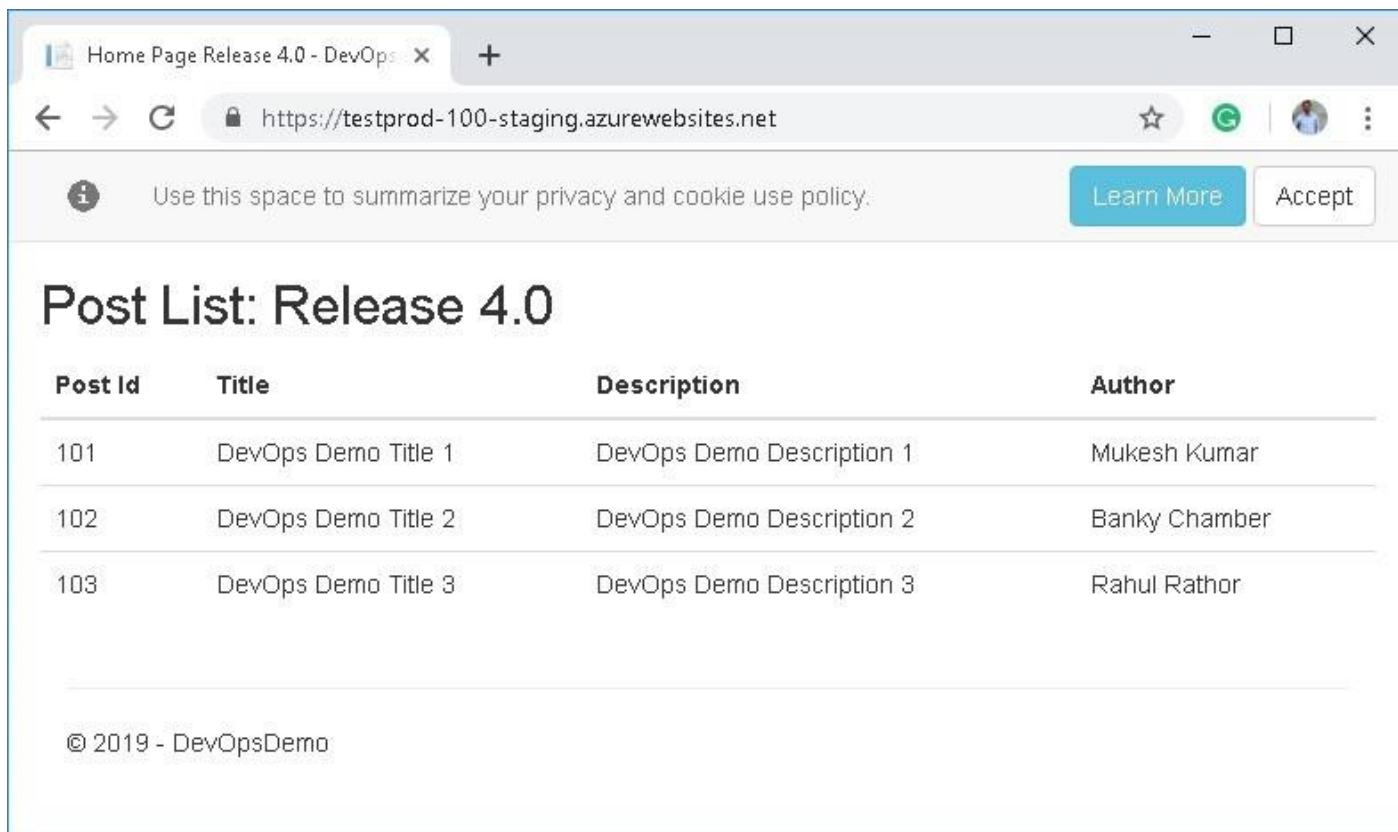 Home Page Release 4.0 - DevOps
https://testprod-100-staging.azurewebsites.net
G
Use this space to summarize your privacy and cookie use policy. Learn More Accept
Post List: Release 4.0
Post Id Title Description Author
101 DevOps Demo Title 1 DevOps Demo Description 1 Mukesh Kumar
102 DevOps Demo Title 2 DevOps Demo Description 2 Banky Chamber
103 DevOps Demo Title 3 DevOps Demo Description 3 Rahul Rathor
© 2019 - DevOpsDemo